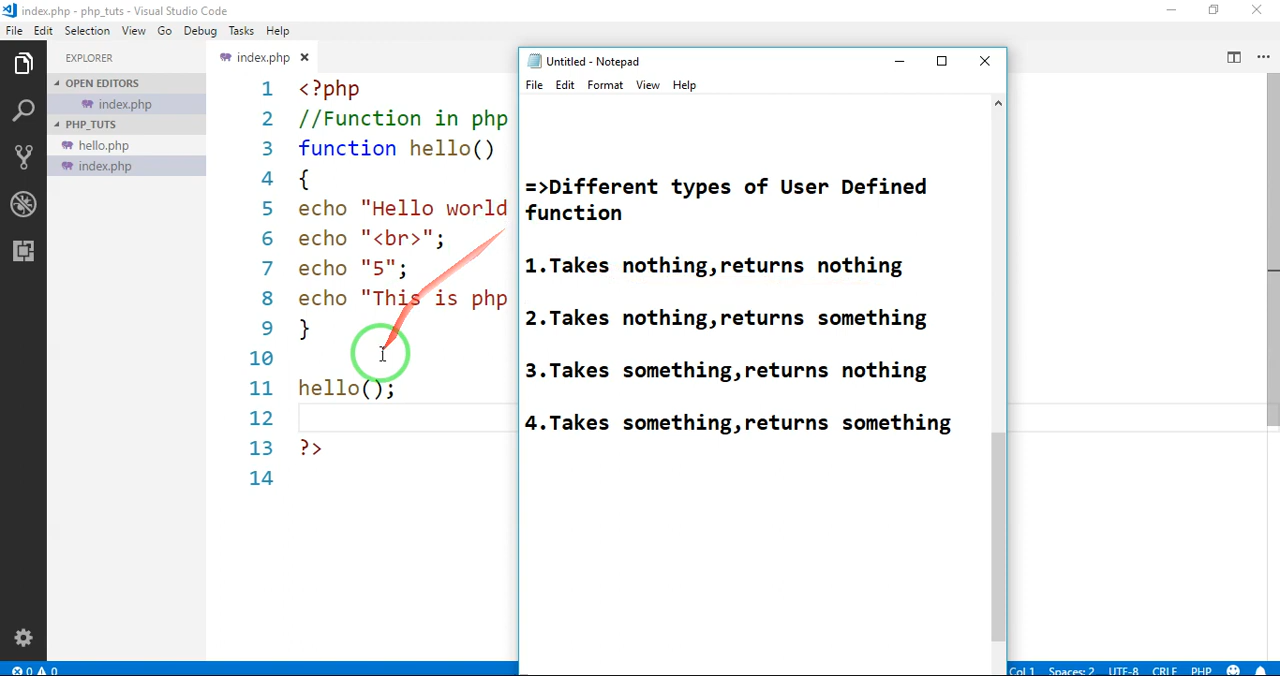 index.php - php_tuts - Visual Studio Code
File Edit Selection View Go Debug Tasks Help
EXPLORER
OPEN EDITORS
index.php
PHP_TUTS
hello.php
index.php
index.php
1 <?php
2 //Function in php
3 function hello()
4 {
5 echo "Hello world
6 echo "<br>";
7 echo "5";
8 echo "This is php
9 }
10
11 hello();
12
13 ?>
14
Untitled - Notepad
File Edit Format View Help
=>Different types of User Defined
function
1.Takes nothing,returns nothing
2.Takes nothing,returns something
3.Takes something,returns nothing
4.Takes something,returns something
0 0 Col 1 Spaces: 2 UTF-8 CRLF PHP